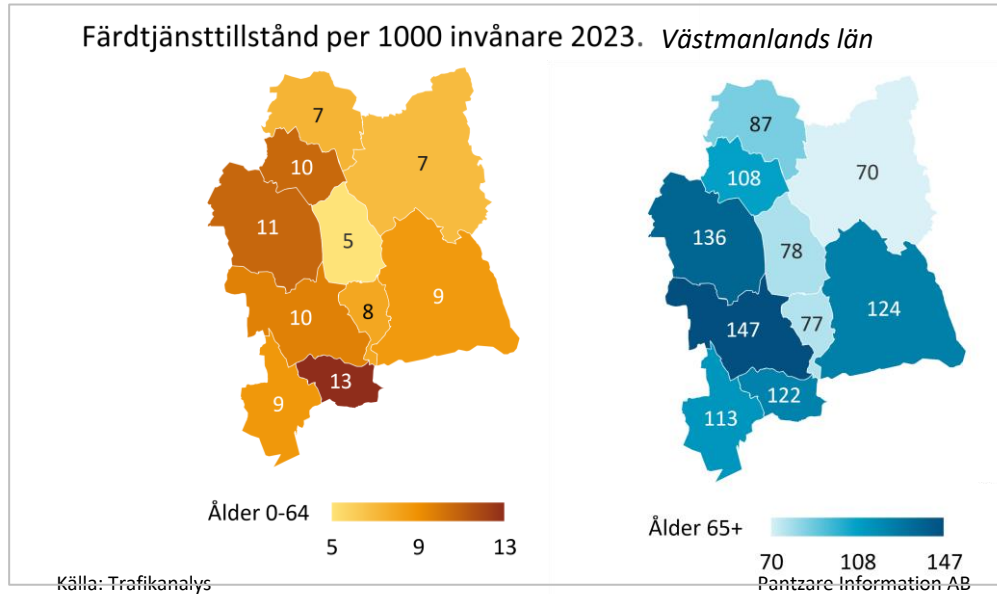 Färdtjänsttillstånd per 1000 invånare 2023. Västmanlands län
7
7
10
11
5
9
10
8
13
9
87
70
108
136
78
124
147
77
122
113
Ålder 0-64
5 9 13
Ålder 65+
70 108 147
Källa: Trafikanalys
Pantzare Information AB